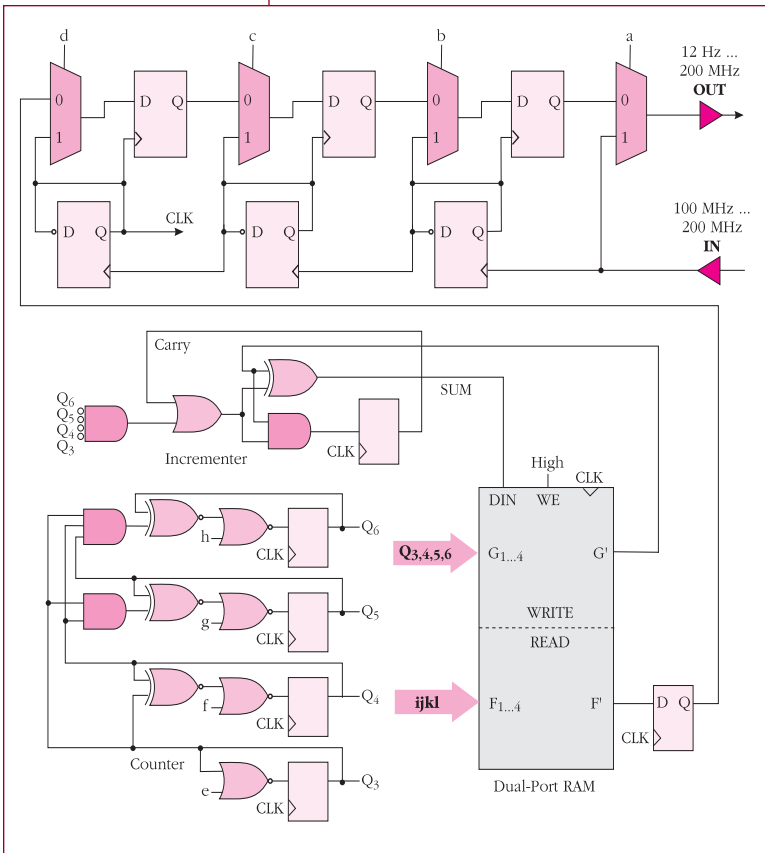 d
c
b
a
12 Hz ...
200 MHz
OUT
0
D Q
0
D Q
0
D Q
0
1
1
1
1
D Q
CLK
D Q
D Q
100 MHz ...
200 MHz
IN
Carry
SUM
Q6
Q5
Q4
Q3
CLK
Incrementer
High
CLK
DIN WE
h
CLK
Q6
Q3,4,5,6
G1...4
G'
g
CLK
Q5
WRITE
READ
f
CLK
Q4
ijkl
F1...4
F'
D Q
CLK
Counter
e
CLK
Q3
Dual-Port RAM